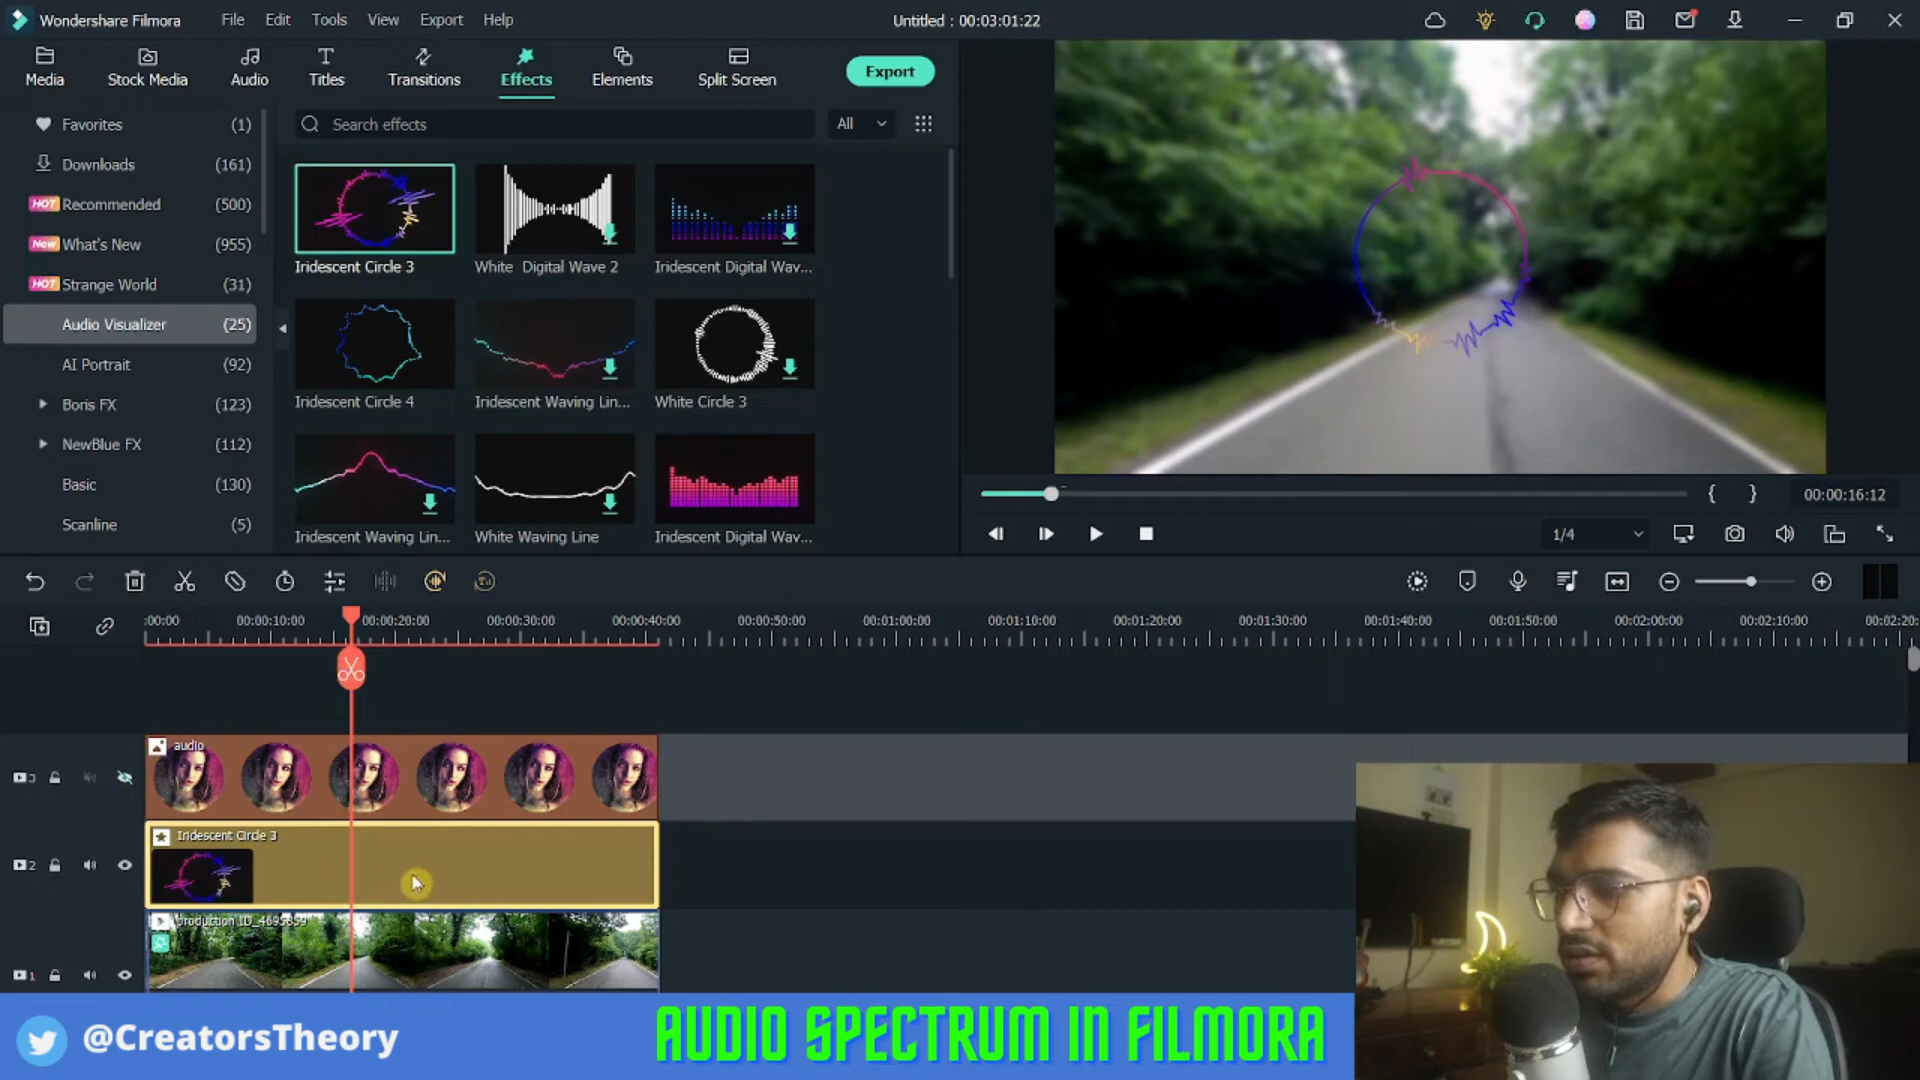 Wondershare Filmora
File
Edit
Tools
View
Export
Help
Untitled : 00:03:01:22
Media
Stock Media
Audio
Titles
Transitions
Effects
Elements
Split Screen
Export
Favorites (1)
Downloads (161)
HOT Recommended (500)
New What's New (955)
HOT Strange World (31)
Audio Visualizer (25)
AI Portrait (92)
Boris FX (123)
NewBlue FX (112)
Basic (130)
Scanline (5)
Search effects
All
Iridescent Circle 3
White Digital Wave 2
Iridescent Digital Wav...
Iridescent Circle 4
Iridescent Waving Lin...
White Circle 3
Iridescent Waving Lin...
White Waving Line
Iridescent Digital Wav...
00:00:16:12
1/4
:00:00
00:00:10:00
00:00:20:00
00:00:30:00
00:00:40:00
00:00:50:00
00:01:00:00
00:01:10:00
00:01:20:00
00:01:30:00
00:01:40:00
00:01:50:00
00:02:00:00
00:02:10:00
00:02:20:
audio
3
Iridescent Circle 3
2
production ID_4695859
1
@CreatorsTheory
AUDIO SPECTRUM IN FILMORA